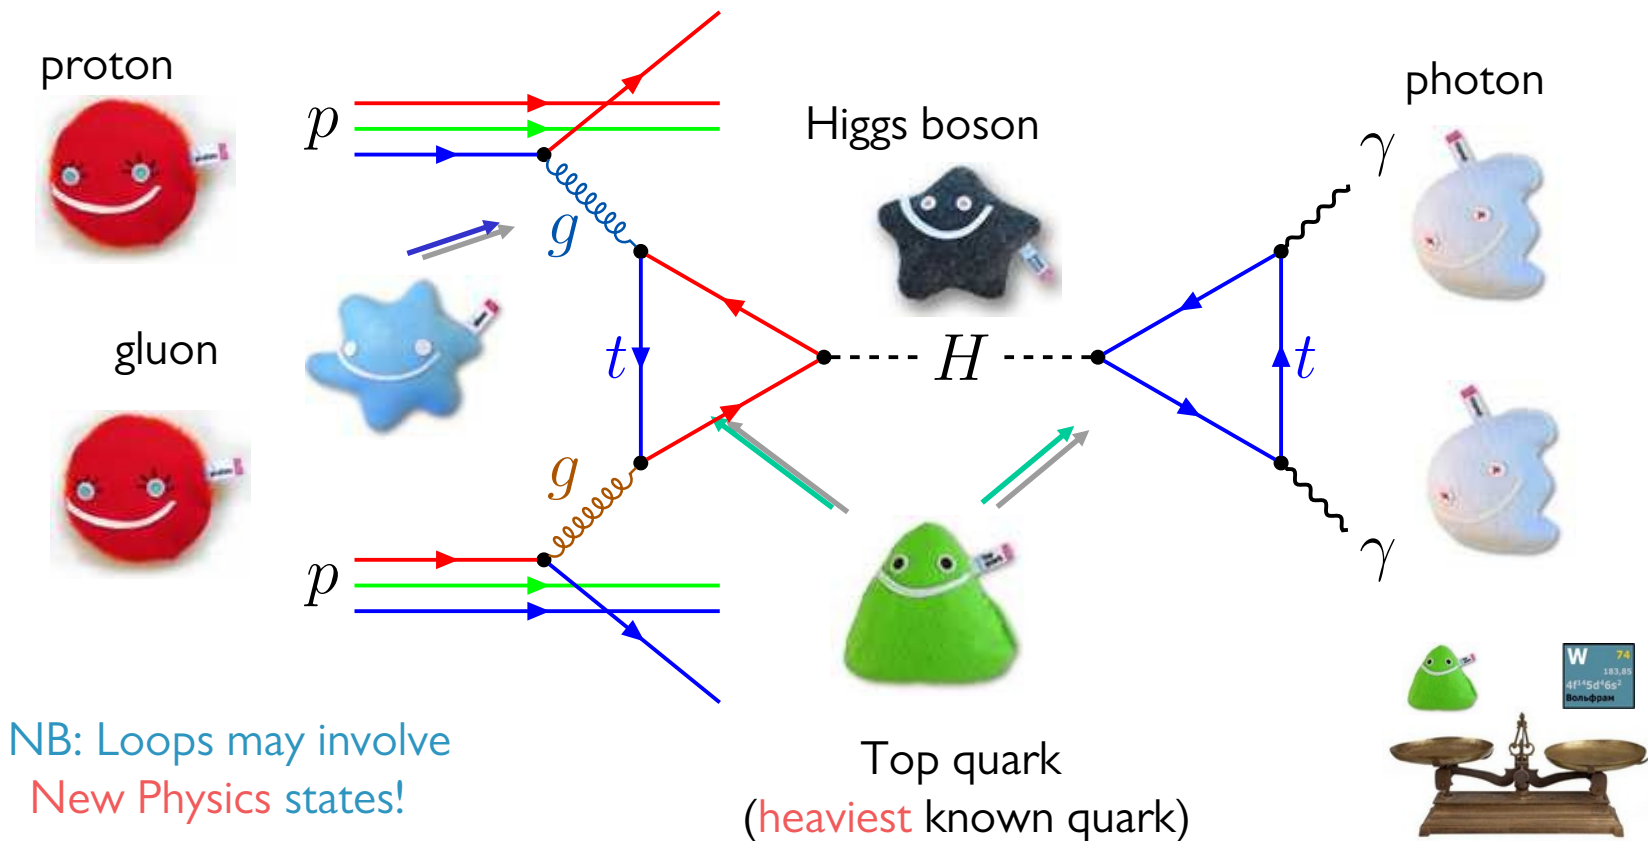 proton
p
Higgs boson
photon
γ
g
gluon
t
H
t
g
γ
p
W 74
183,85
4f¹⁴5d⁴6s²
Вольфрам
NB: Loops may involve
New Physics states!
Top quark
(heaviest known quark)